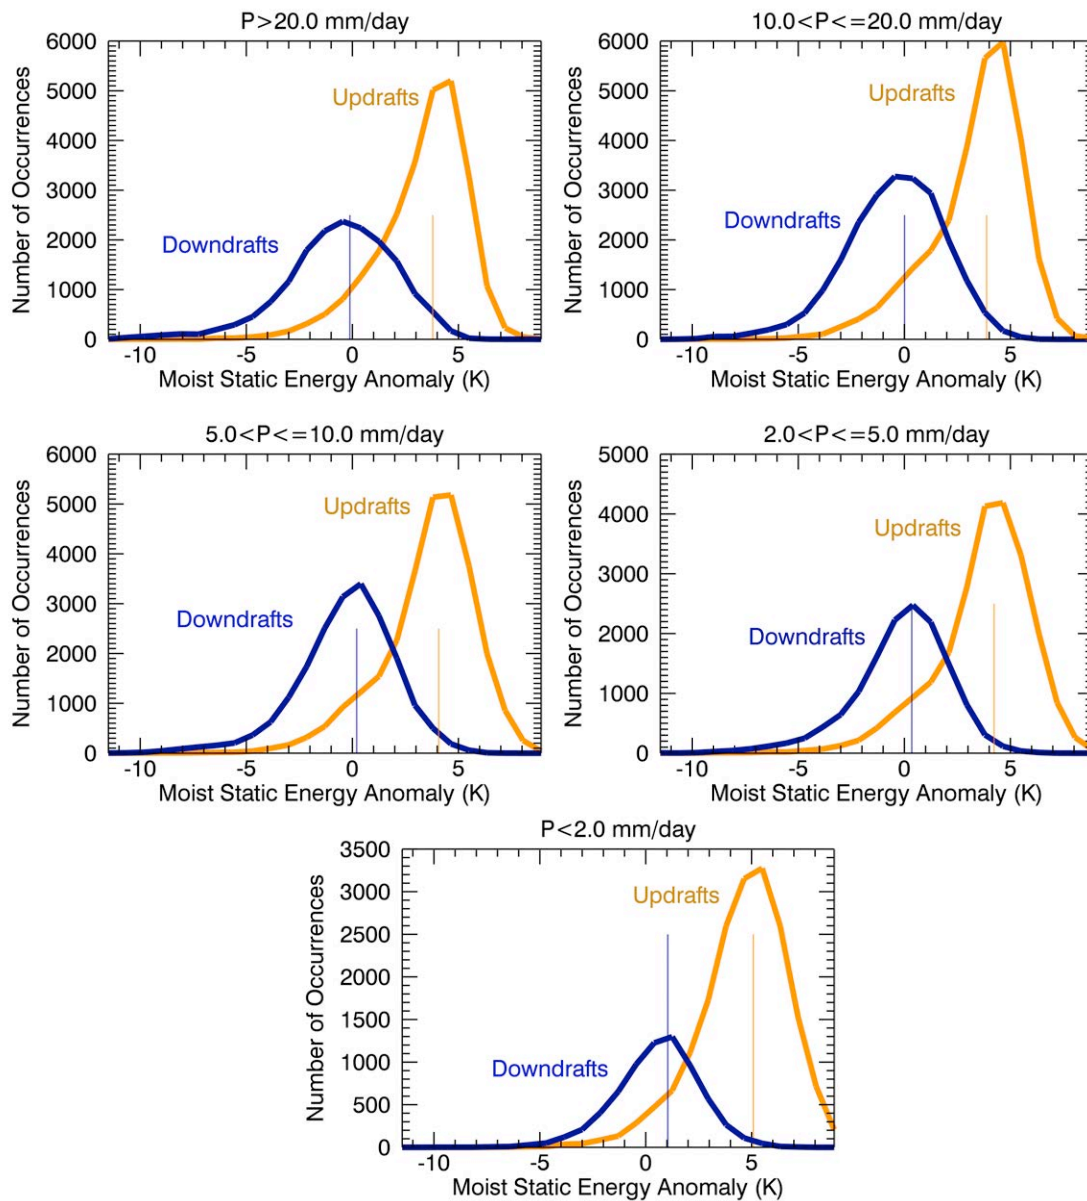 P>20.0 mm/day
6000
5000
4000
3000
2000
1000
0
Number of Occurrences
Updrafts
Downdrafts
-10 -5 0 5
Moist Static Energy Anomaly (K)
10.0<P<=20.0 mm/day
6000
5000
4000
3000
2000
1000
0
Number of Occurrences
Updrafts
Downdrafts
-10 -5 0 5
Moist Static Energy Anomaly (K)
5.0<P<=10.0 mm/day
6000
5000
4000
3000
2000
1000
0
Number of Occurrences
Updrafts
Downdrafts
-10 -5 0 5
Moist Static Energy Anomaly (K)
2.0<P<=5.0 mm/day
5000
4000
3000
2000
1000
0
Number of Occurrences
Updrafts
Downdrafts
-10 -5 0 5
Moist Static Energy Anomaly (K)
P<2.0 mm/day
3500
3000
2500
2000
1500
1000
500
0
Number of Occurrences
Updrafts
Downdrafts
-10 -5 0 5
Moist Static Energy Anomaly (K)